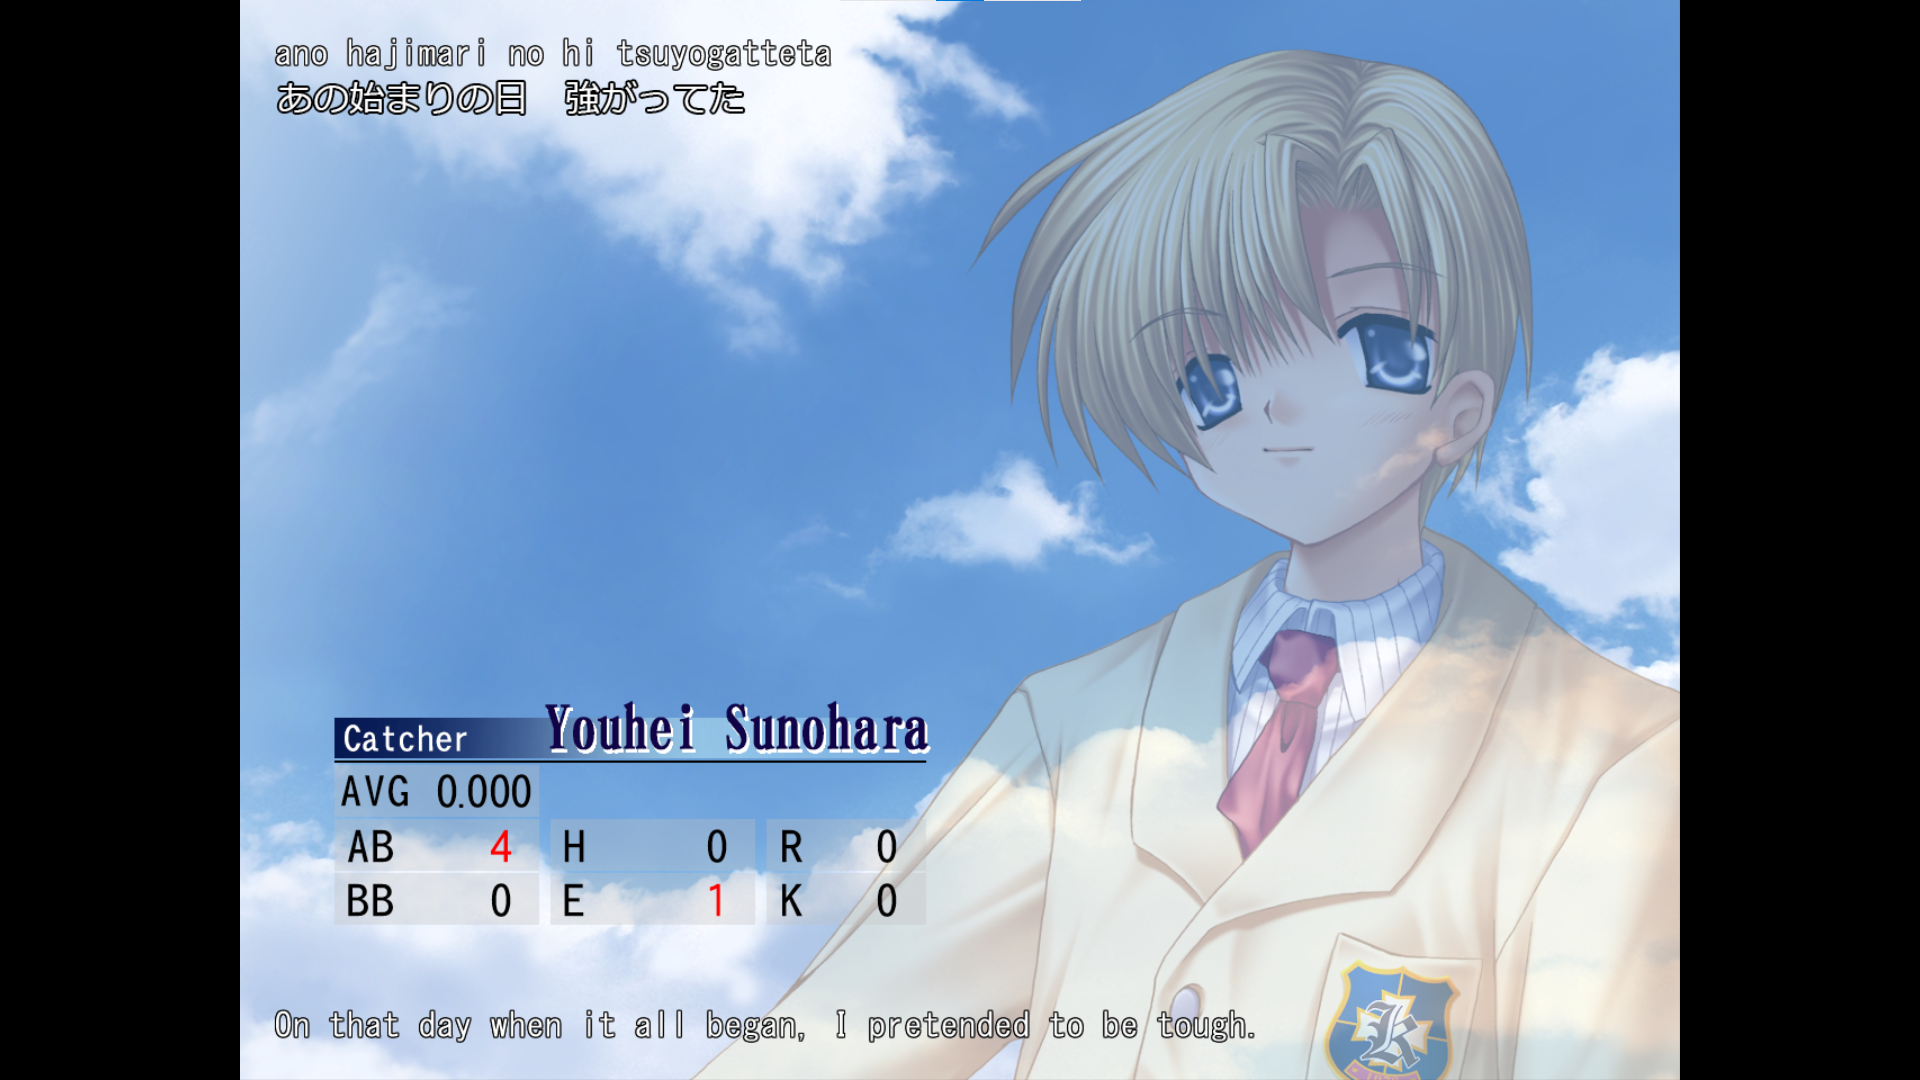 ano hajimari no hi tsuyogatteta
あの始まりの日　強がってた
Catcher Youhei Sunohara
AVG 0.000
AB 4 H 0 R 0
BB 0 E 1 K 0
On that day when it all began, I pretended to be tough.
K